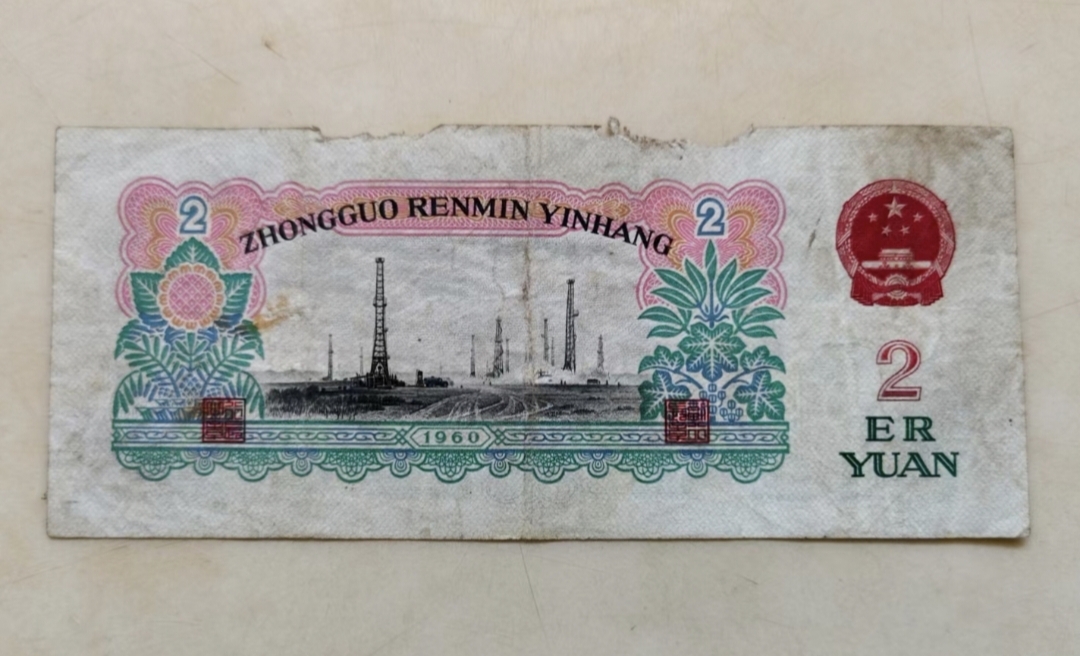 2
2
ZHONGGUO RENMIN YINHANG
1960
2
ER
YUAN